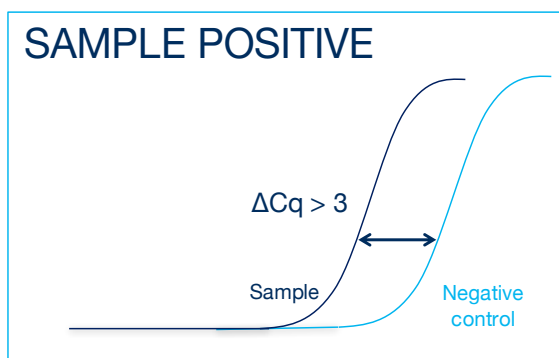 SAMPLE POSITIVE
ΔCq > 3
Sample
Negative
control